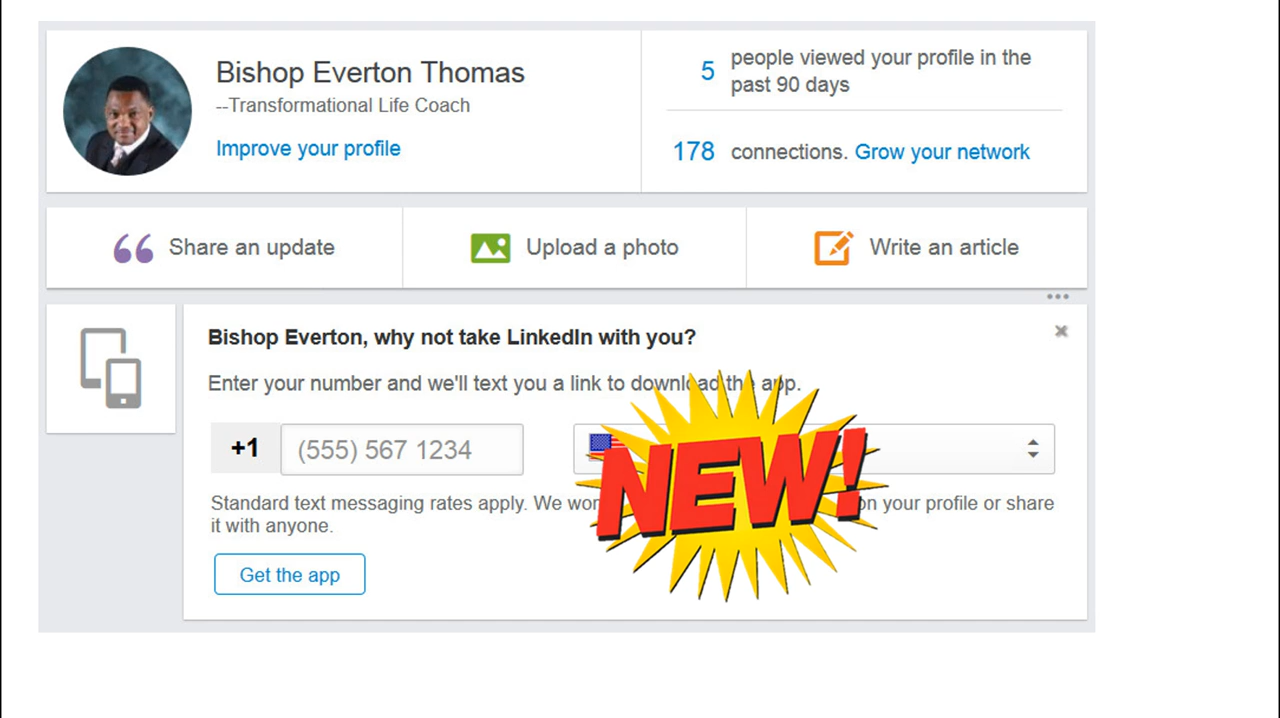 Bishop Everton Thomas
--Transformational Life Coach
Improve your profile
5 people viewed your profile in the
past 90 days
178 connections. Grow your network
Share an update
Upload a photo
Write an article
Bishop Everton, why not take LinkedIn with you?
Enter your number and we'll text you a link to download the app.
+1
(555) 567 1234
NEW!
Standard text messaging rates apply. We on your profile or share
it with anyone.
Get the app